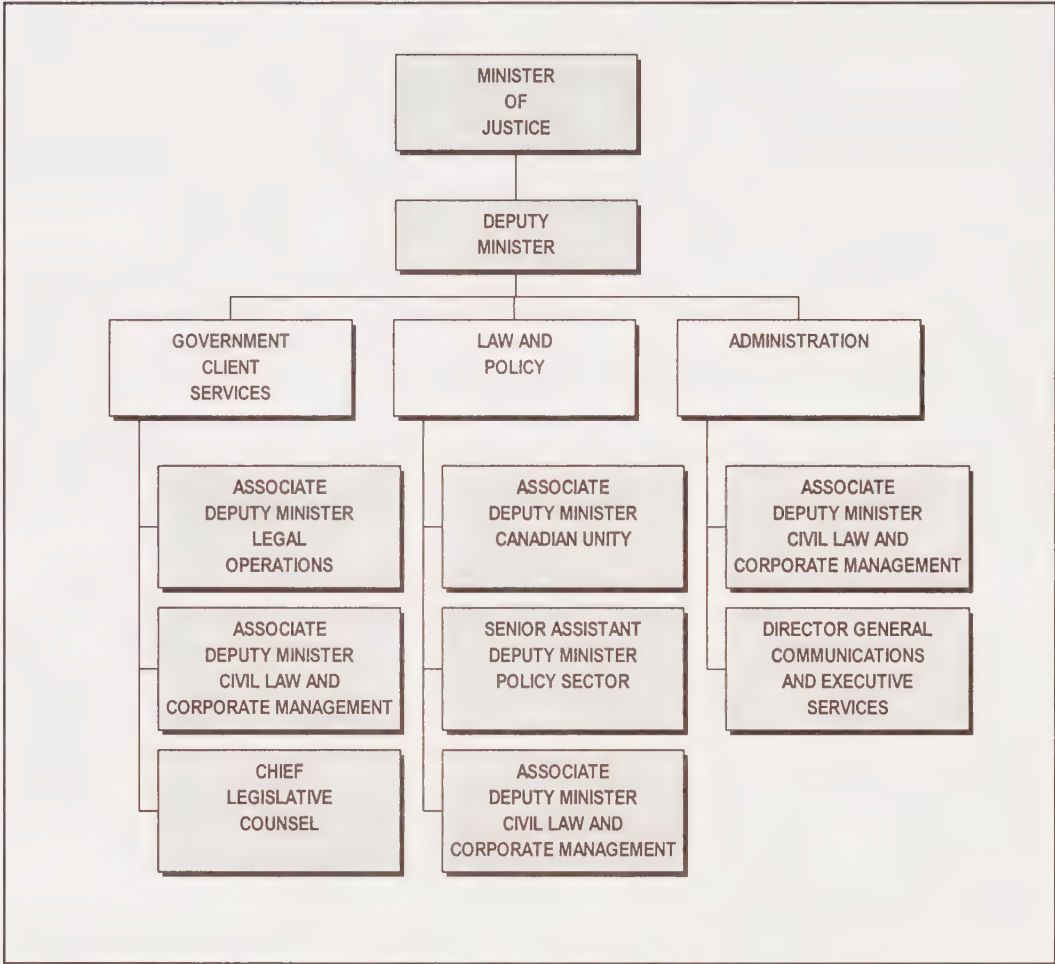 MINISTER
OF
JUSTICE
DEPUTY
MINISTER
GOVERNMENT
CLIENT
SERVICES
LAW AND
POLICY
ADMINISTRATION
ASSOCIATE
DEPUTY MINISTER
LEGAL
OPERATIONS
ASSOCIATE
DEPUTY MINISTER
CANADIAN UNITY
ASSOCIATE
DEPUTY MINISTER
CIVIL LAW AND
CORPORATE MANAGEMENT
ASSOCIATE
DEPUTY MINISTER
CIVIL LAW AND
CORPORATE MANAGEMENT
SENIOR ASSISTANT
DEPUTY MINISTER
POLICY SECTOR
DIRECTOR GENERAL
COMMUNICATIONS
AND EXECUTIVE
SERVICES
CHIEF
LEGISLATIVE
COUNSEL
ASSOCIATE
DEPUTY MINISTER
CIVIL LAW AND
CORPORATE MANAGEMENT